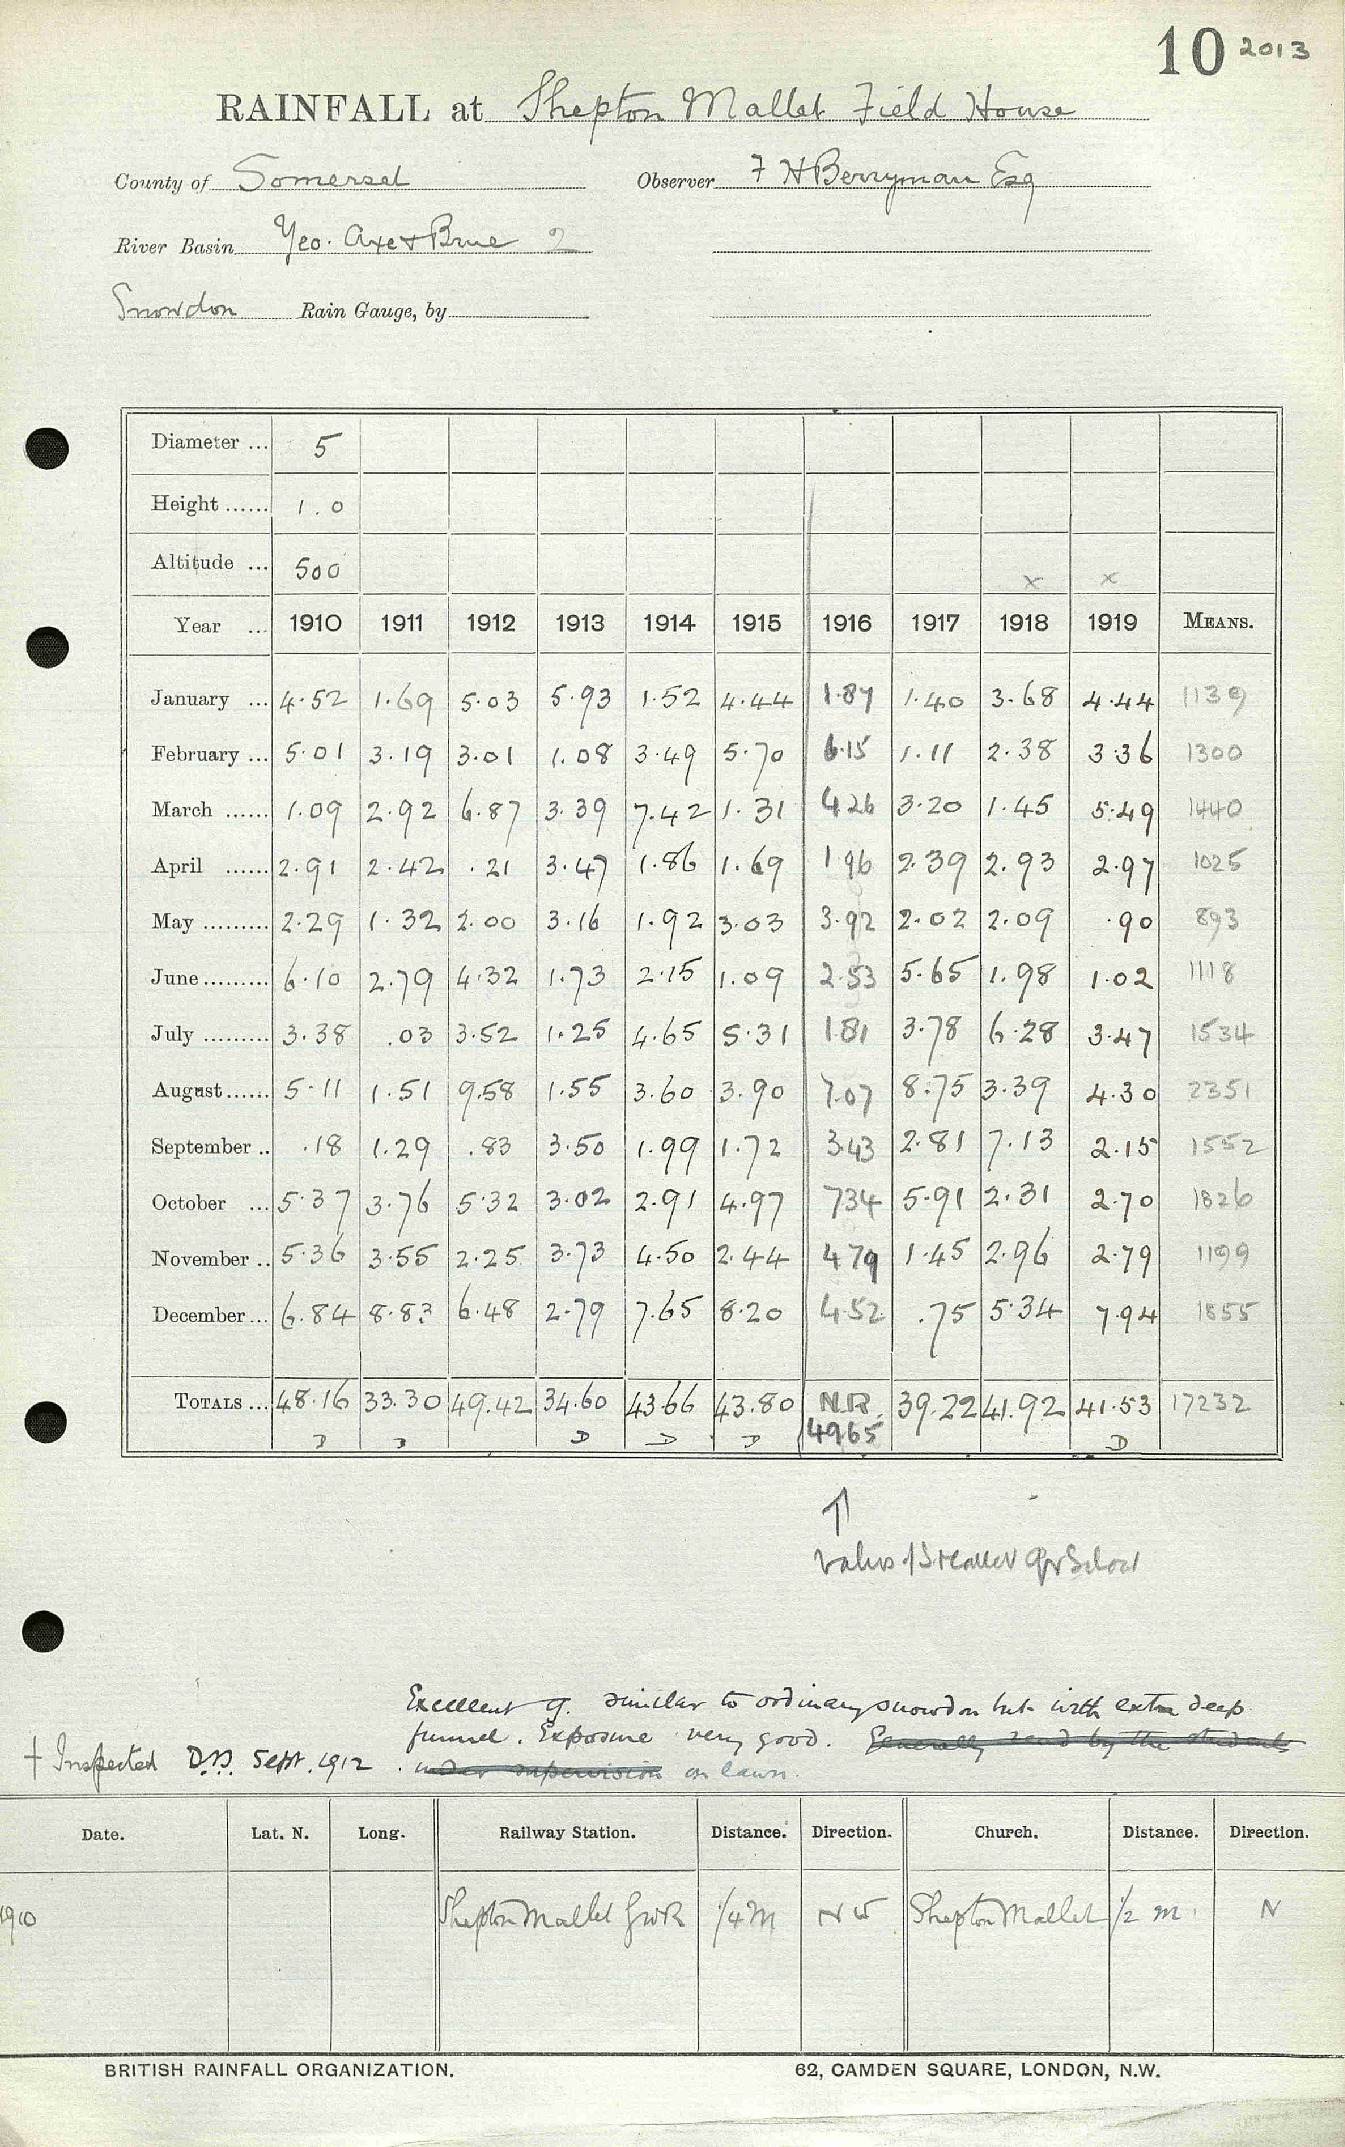 10 2013
RAINFALL at Shepton Mallet Field House
County of Somerset Observer F H Berryman Esq
River Basin Yeo. Axe + Brue 2
Snowdon Rain Gauge, by
Diameter ... 5
Height ...... 1.0
Altitude ... 500 x x
Year ... 1910 1911 1912 1913 1914 1915 1916 1917 1918 1919 MEANS.
January ... 4.52 1.69 5.03 5.93 1.52 4.44 1.87 1.40 3.68 4.44 1139
February ... 5.01 3.19 3.01 1.08 3.49 5.70 6.15 1.11 2.38 3.36 1300
March ...... 1.09 2.92 6.87 3.39 7.42 1.31 426 3.20 1.45 5.49 1440
April ...... 2.91 2.42 .21 3.47 1.86 1.69 196 2.39 2.93 2.97 1025
May ......... 2.29 1.32 2.00 3.16 1.92 3.03 3.92 2.02 2.09 .90 893
June ......... 6.10 2.79 4.32 1.73 2.15 1.09 2.53 5.65 1.98 1.02 1118
July ......... 3.38 .03 3.52 1.25 4.65 5.31 1.81 3.78 6.28 3.47 1534
August ...... 5.11 1.51 9.58 1.55 3.60 3.90 7.07 8.75 3.39 4.30 2351
September .. .18 1.29 .83 3.50 1.99 1.72 3.43 2.81 7.13 2.15 1552
October ... 5.37 3.76 5.32 3.02 2.91 4.97 734 5.91 2.31 2.70 1826
November .. 5.36 3.55 2.25 3.73 4.50 2.44 479 1.45 2.96 2.79 1199
December ... 6.84 8.83 6.48 2.79 7.65 8.20 4.52 .75 5.34 7.94 1855
TOTALS ... 48.16 33.30 49.42 34.60 43.66 43.80 N.R. 39.22 41.92 41.53 17232
D D D D D 4965 D
↑
Values of S Mallet
Excellent g. similar to ordinary snowdon but with extra deep
funnel. Exposure very good. Generally read by the students
† Inspected D.D. Sept. 1912. under supervision on lawn.
Date. Lat. N. Long. Railway Station. Distance. Direction. Church. Distance. Direction.
1910 Shepton Mallet GWR 1/4 M NW Shepton Mallet 1/2 m. N
BRITISH RAINFALL ORGANIZATION. 62, CAMDEN SQUARE, LONDON, N.W.